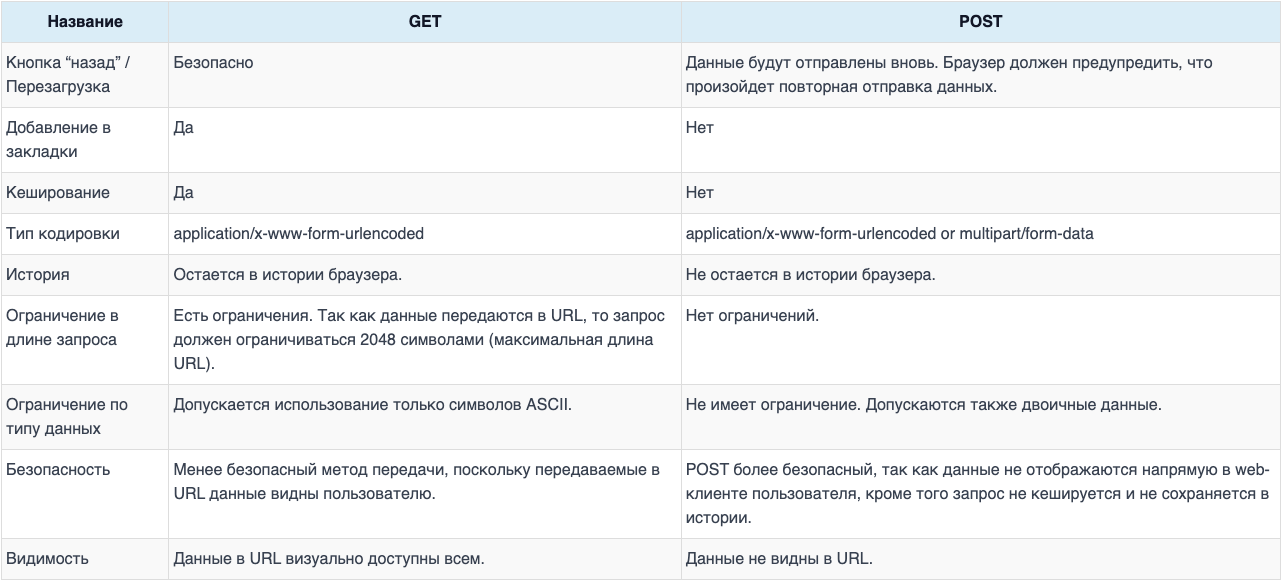 Название
GET
POST
Кнопка “назад” /
Перезагрузка
Безопасно
Данные будут отправлены вновь. Браузер должен предупредить, что
произойдет повторная отправка данных.
Добавление в
закладки
Да
Нет
Кеширование
Да
Нет
Тип кодировки
application/x-www-form-urlencoded
application/x-www-form-urlencoded or multipart/form-data
История
Остается в истории браузера.
Не остается в истории браузера.
Ограничение в
длине запроса
Есть ограничения. Так как данные передаются в URL, то запрос
должен ограничиваться 2048 символами (максимальная длина
URL).
Нет ограничений.
Ограничение по
типу данных
Допускается использование только символов ASCII.
Не имеет ограничение. Допускаются также двоичные данные.
Безопасность
Менее безопасный метод передачи, поскольку передаваемые в
URL данные видны пользователю.
POST более безопасный, так как данные не отображаются напрямую в web-
клиенте пользователя, кроме того запрос не кешируется и не сохраняется в
истории.
Видимость
Данные в URL визуально доступны всем.
Данные не видны в URL.